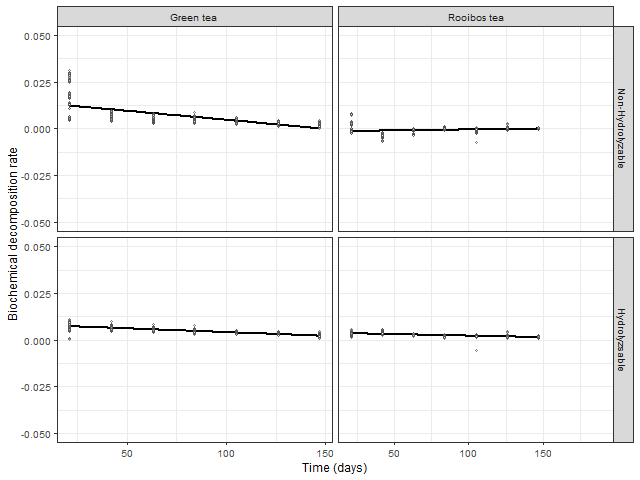 Green tea
Rooibos tea
0.050
0.025
0.000
-0.025
-0.050
Non-Hydrolyzable
0.050
0.025
0.000
-0.025
-0.050
Hydrolyzsable
Biochemical decomposition rate
50
100
150
50
100
150
Time (days)